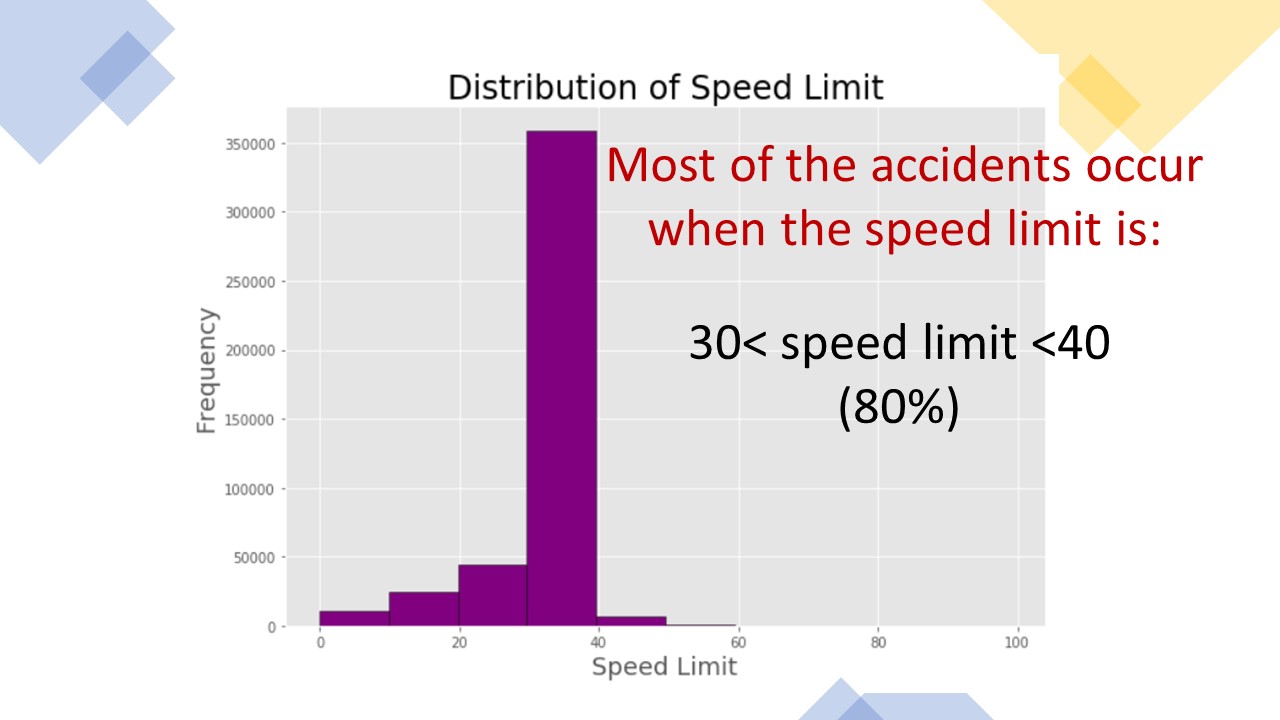 Distribution of Speed Limit
Most of the accidents occur
when the speed limit is:
30< speed limit <40
(80%)
Frequency
350000
300000
250000
200000
150000
100000
50000
0
0 20 40 60 80 100
Speed Limit